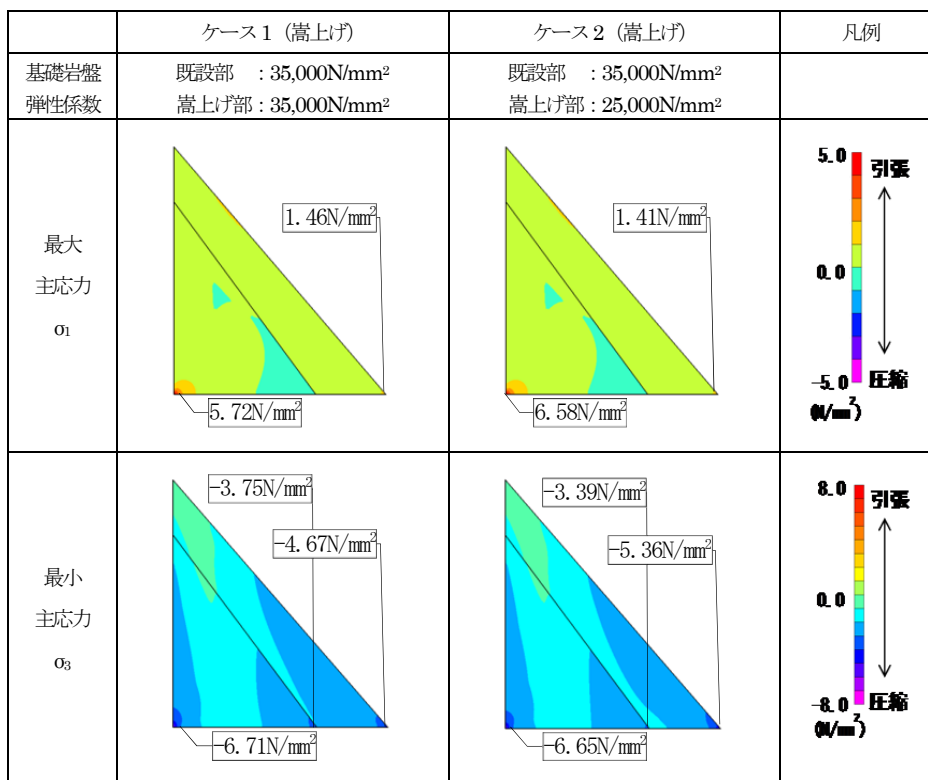 ケース1（嵩上げ）
ケース2（嵩上げ）
凡例
基礎岩盤
弾性係数
既設部　：35,000N/mm²
嵩上げ部：35,000N/mm²
既設部　：35,000N/mm²
嵩上げ部：25,000N/mm²
最大
主応力
σ₁
1.46N/mm²
5.72N/mm²
1.41N/mm²
6.58N/mm²
5.0
引張
0.0
-5.0
圧縮
(N/mm²)
最小
主応力
σ₃
-3.75N/mm²
-4.67N/mm²
-6.71N/mm²
-3.39N/mm²
-5.36N/mm²
-6.65N/mm²
8.0
引張
0.0
-8.0
圧縮
(N/mm²)